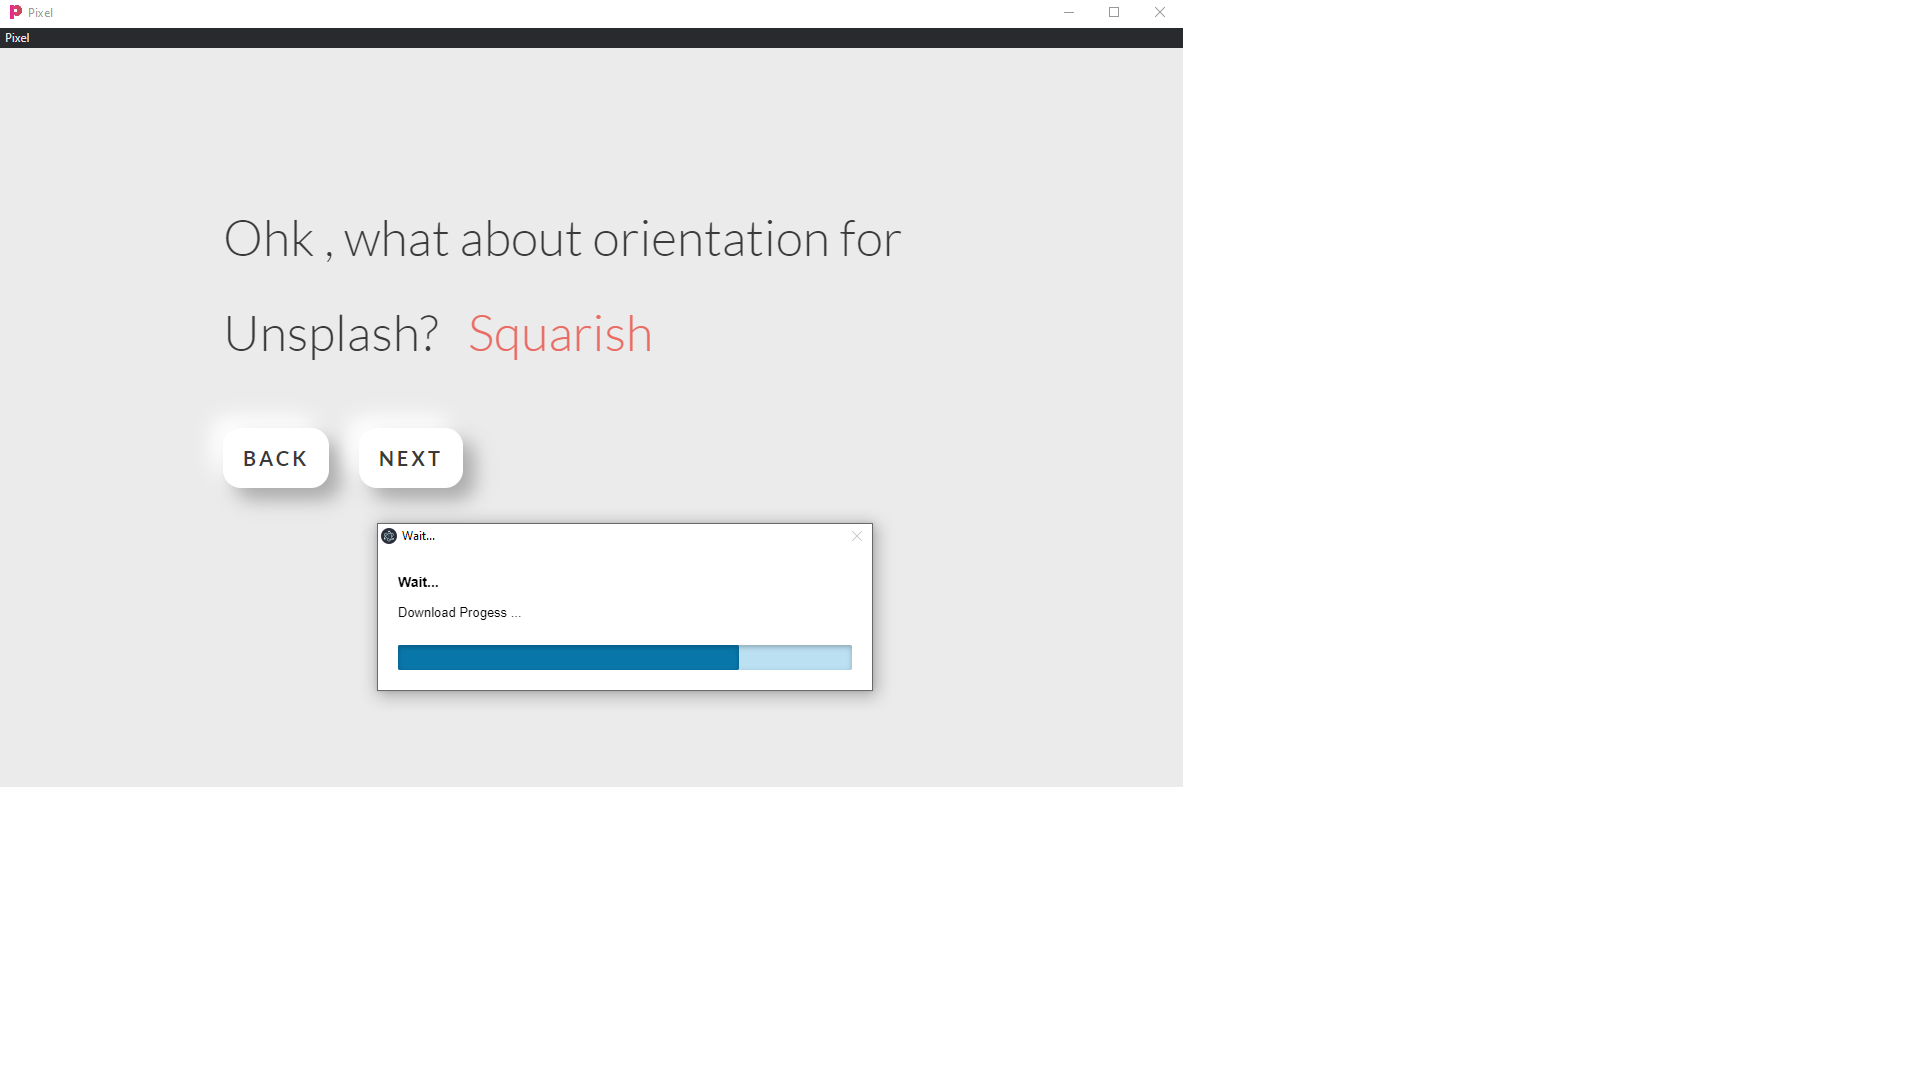 Pixel
Pixel
Ohk , what about orientation for
Unsplash? Squarish
BACK NEXT
Wait...
Wait...
Download Progess ...